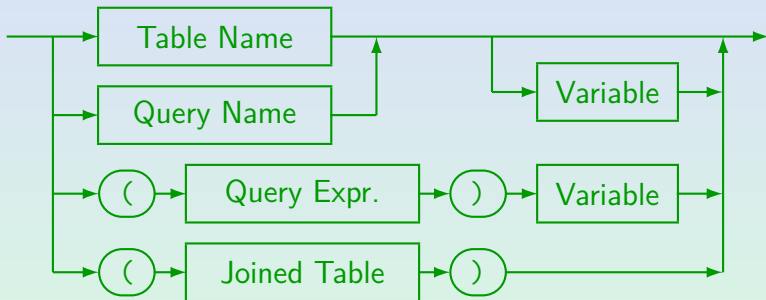 Table Name
Variable
Query Name
( Query Expr. ) Variable
( Joined Table )